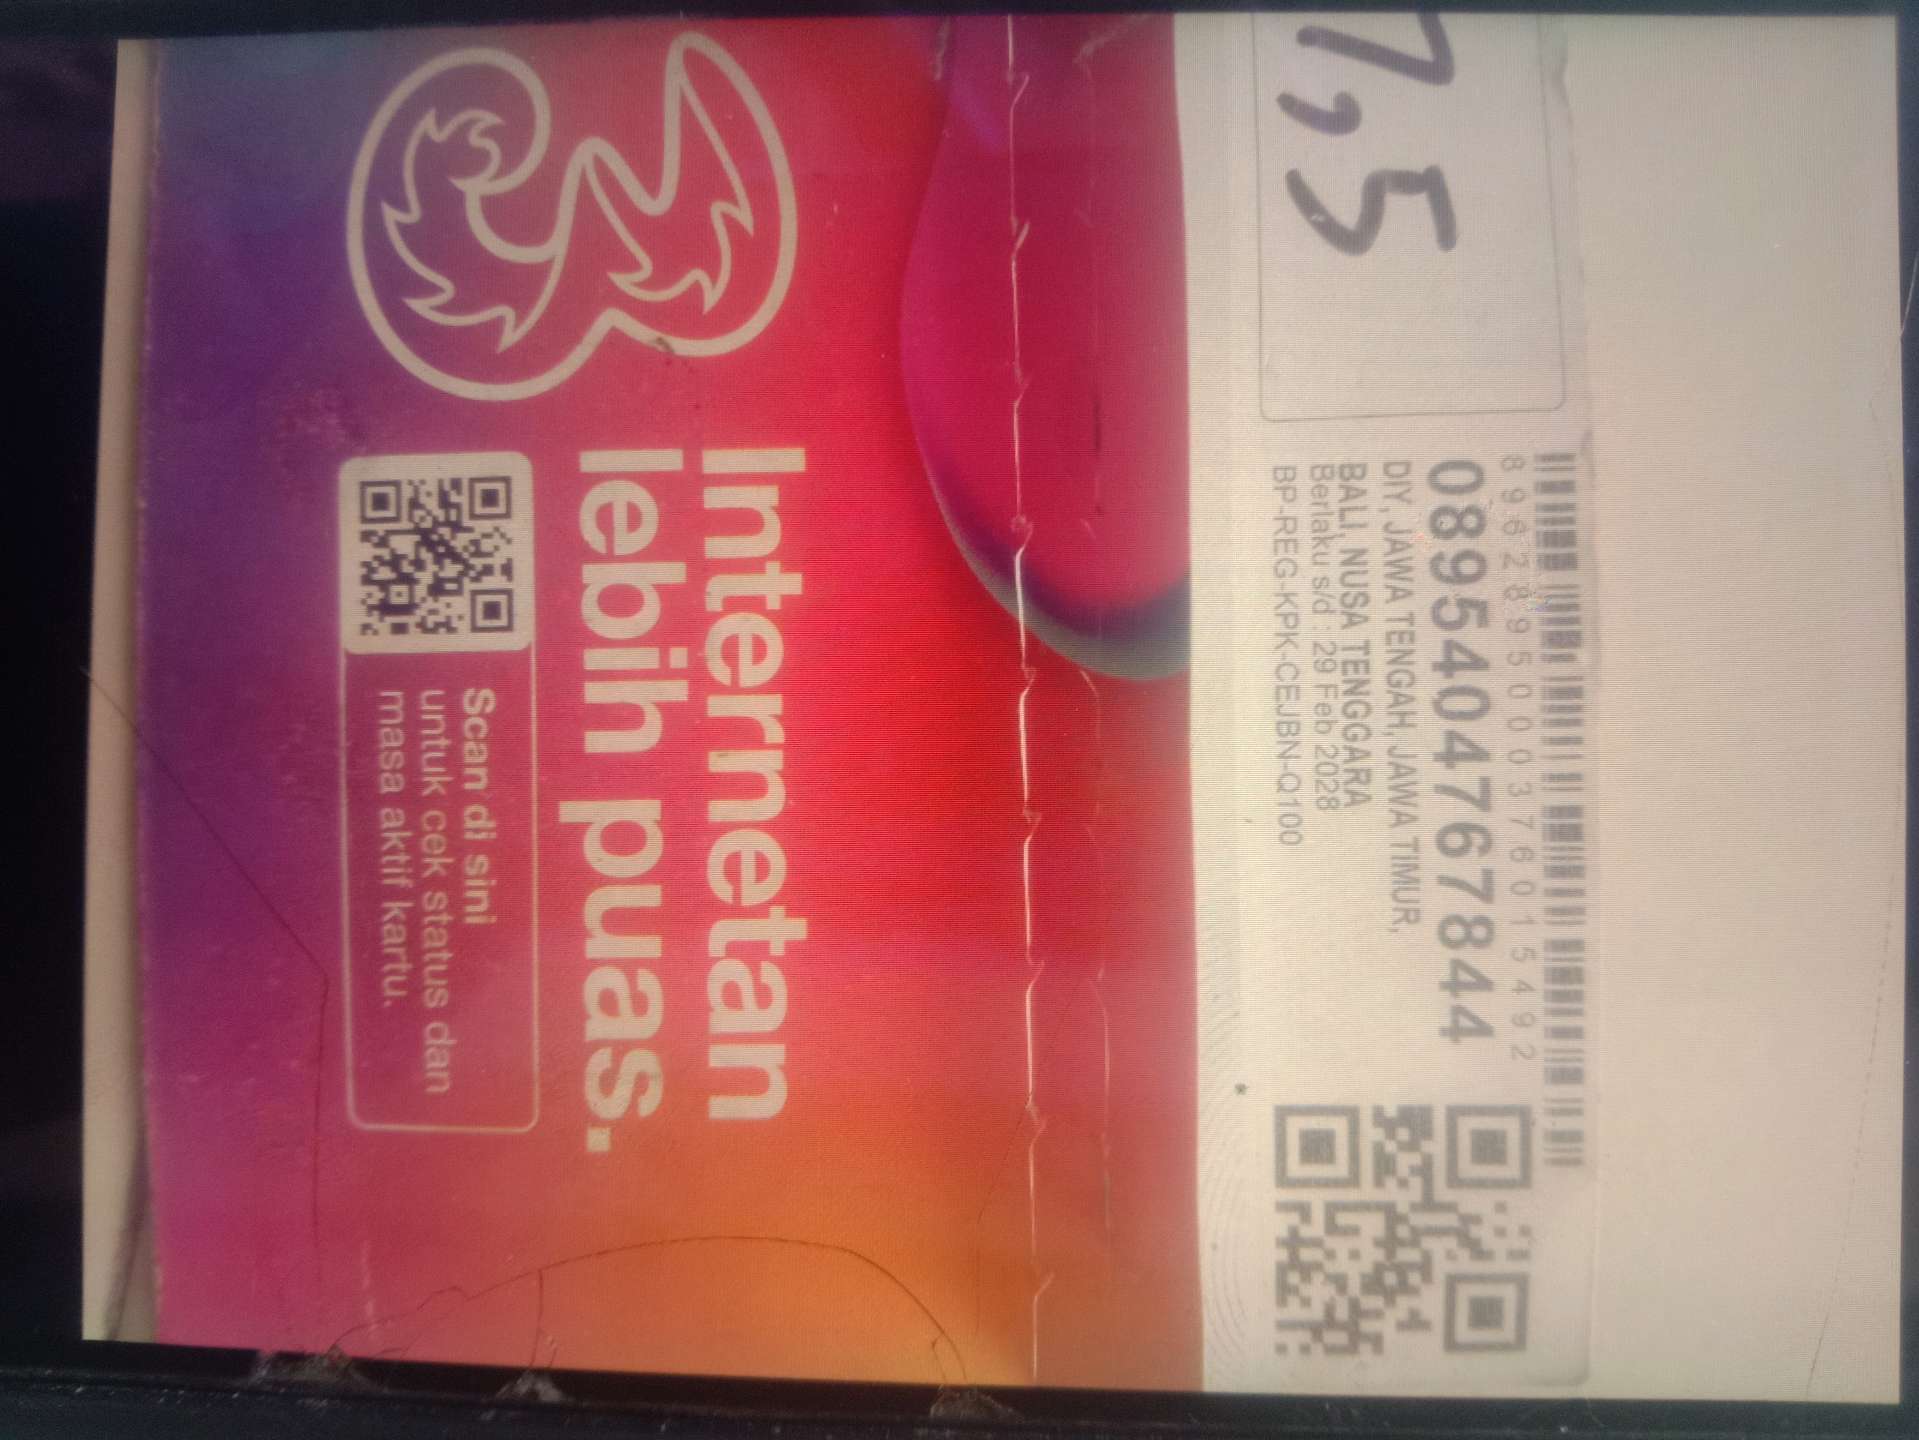 7,5
8962895000376015492
0895404767844
DIY, JAWA TENGAH, JAWA TIMUR,
BALI, NUSA TENGGARA
Berlaku s/d : 29 Feb 2028
BP-REG-KPK-CEJBN-Q100
*
Internetan
lebih puas.
Scan di sini
untuk cek status dan
masa aktif kartu.